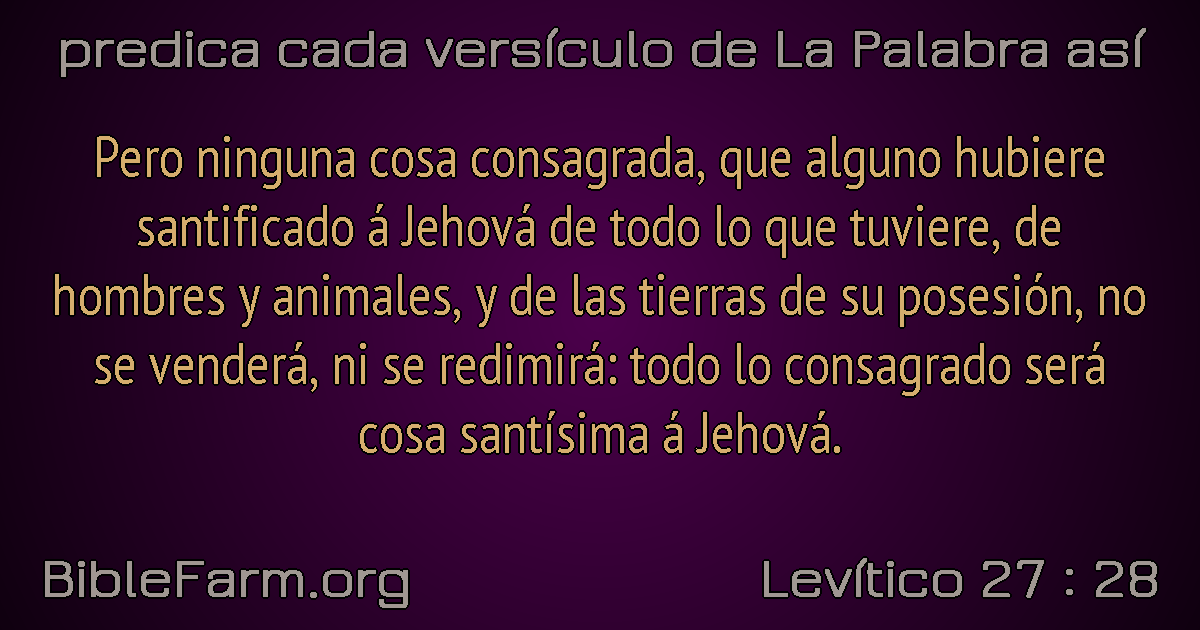 predica cada versículo de La Palabra así
Pero ninguna cosa consagrada, que alguno hubiere
santificado á Jehová de todo lo que tuviere, de
hombres y animales, y de las tierras de su posesión, no
se venderá, ni se redimirá: todo lo consagrado será
cosa santísima á Jehová.
BibleFarm.org
Levítico 27 : 28